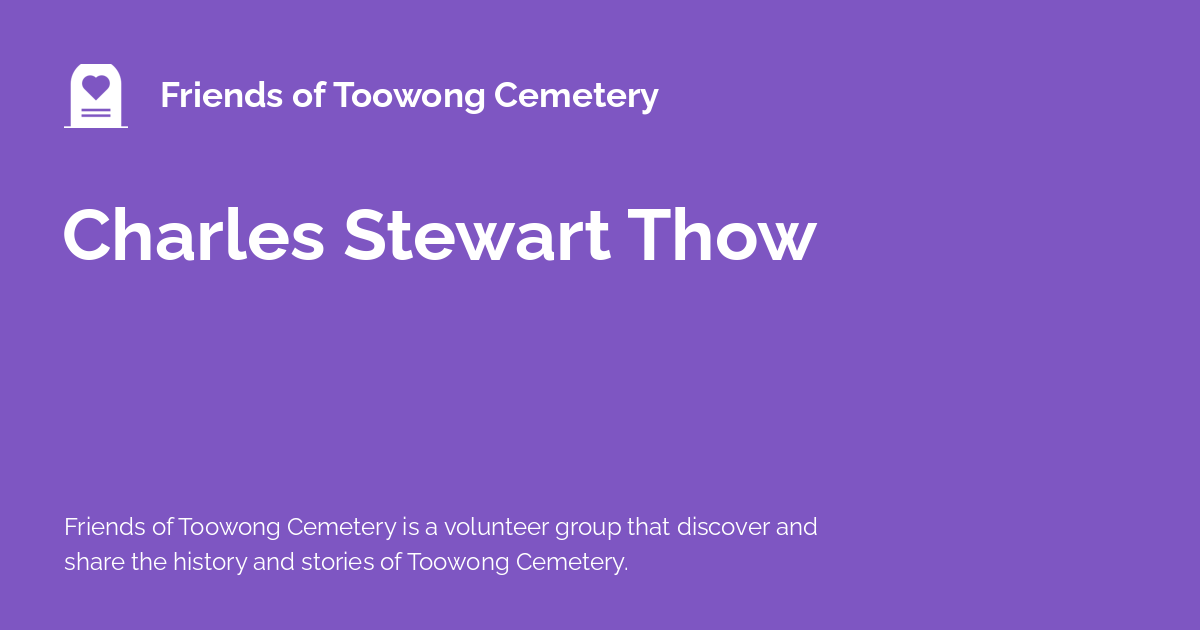 Friends of Toowong Cemetery
Charles Stewart Thow
Friends of Toowong Cemetery is a volunteer group that discover and
share the history and stories of Toowong Cemetery.